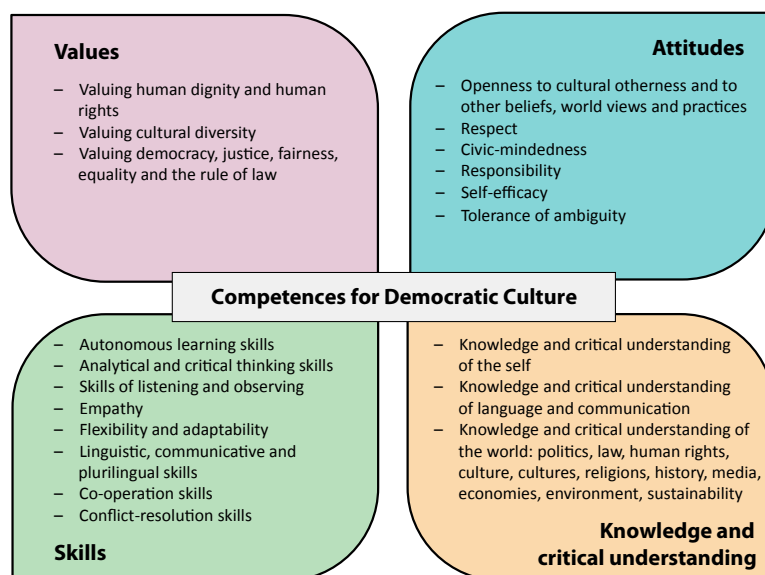 Values
– Valuing human dignity and human
rights
– Valuing cultural diversity
– Valuing democracy, justice, fairness,
equality and the rule of law
Attitudes
– Openness to cultural otherness and to
other beliefs, world views and practices
– Respect
– Civic-mindedness
– Responsibility
– Self-efficacy
– Tolerance of ambiguity
Competences for Democratic Culture
– Autonomous learning skills
– Analytical and critical thinking skills
– Skills of listening and observing
– Empathy
– Flexibility and adaptability
– Linguistic, communicative and
plurilingual skills
– Co-operation skills
– Conflict-resolution skills
Skills
– Knowledge and critical understanding
of the self
– Knowledge and critical understanding
of language and communication
– Knowledge and critical understanding of
the world: politics, law, human rights,
culture, cultures, religions, history, media,
economies, environment, sustainability
Knowledge and
critical understanding